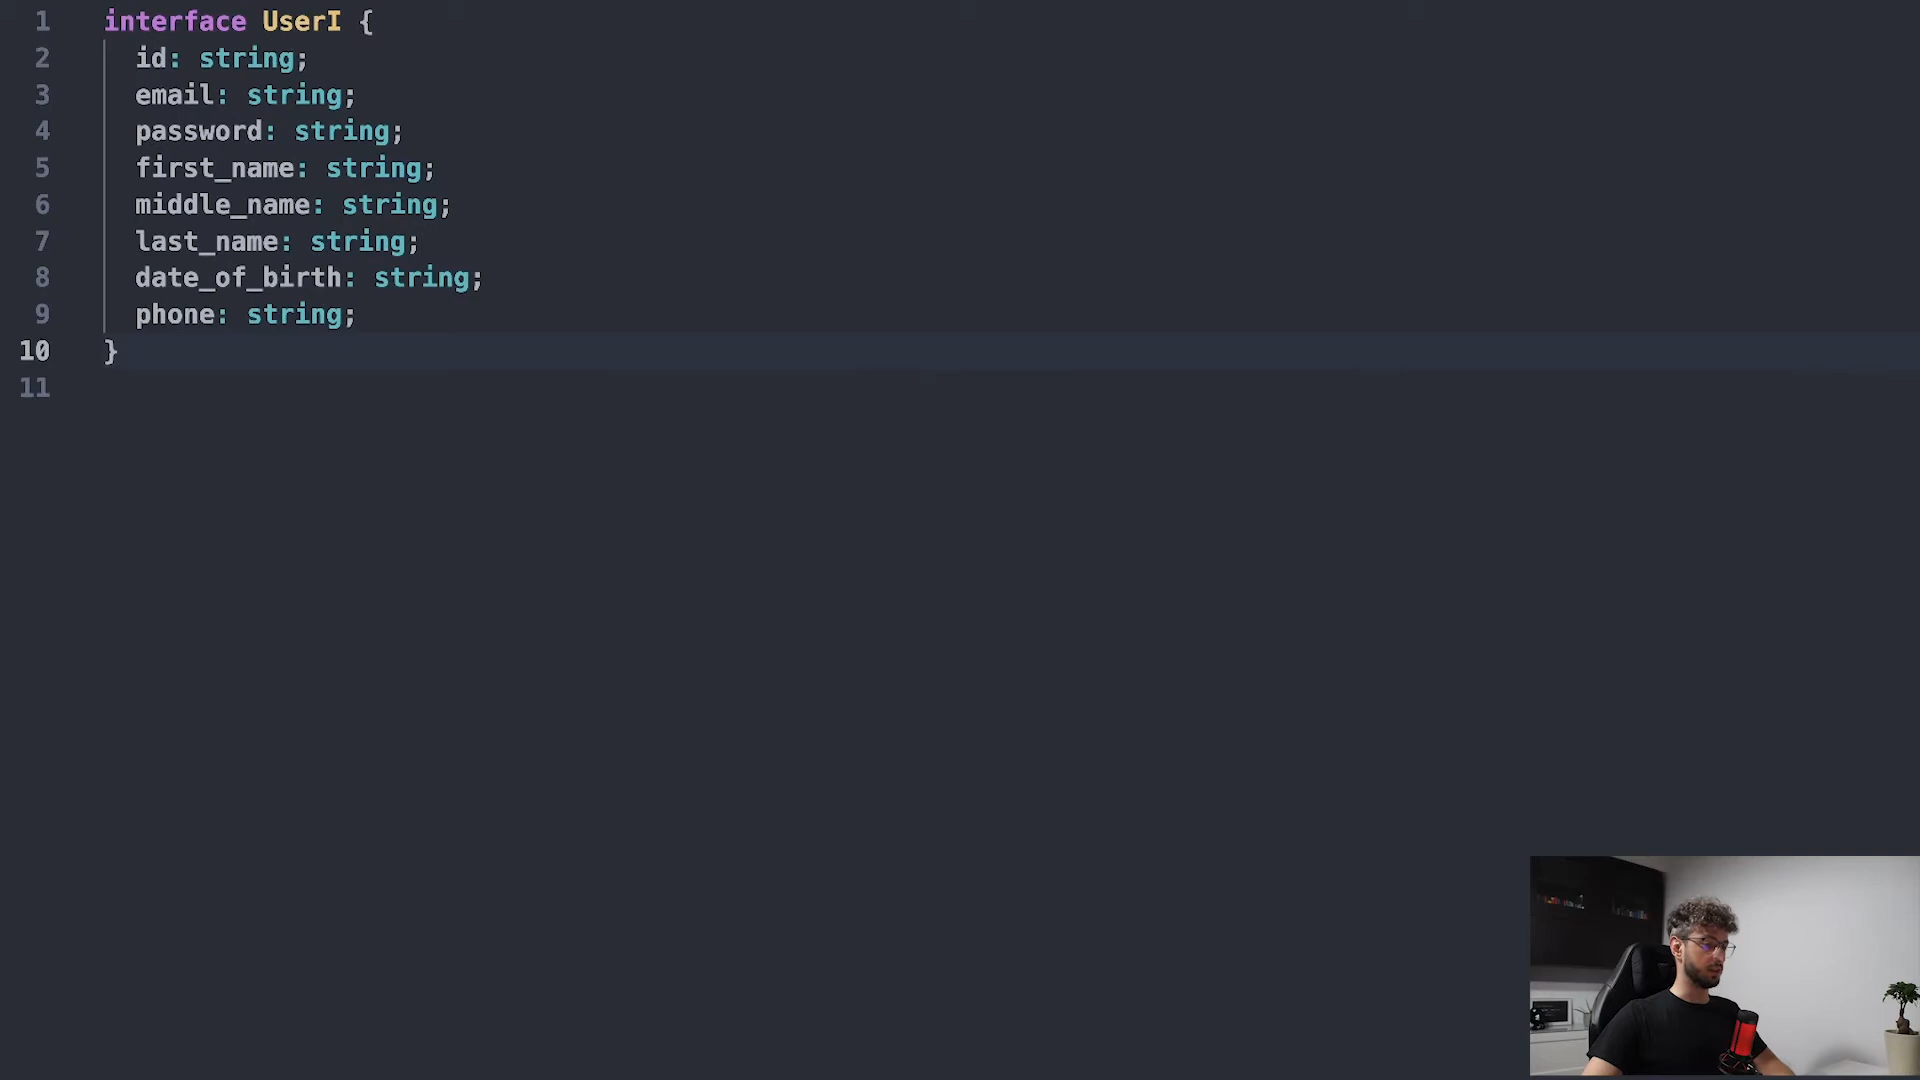 1 interface UserI {
2 id: string;
3 email: string;
4 password: string;
5 first_name: string;
6 middle_name: string;
7 last_name: string;
8 date_of_birth: string;
9 phone: string;
10 }
11